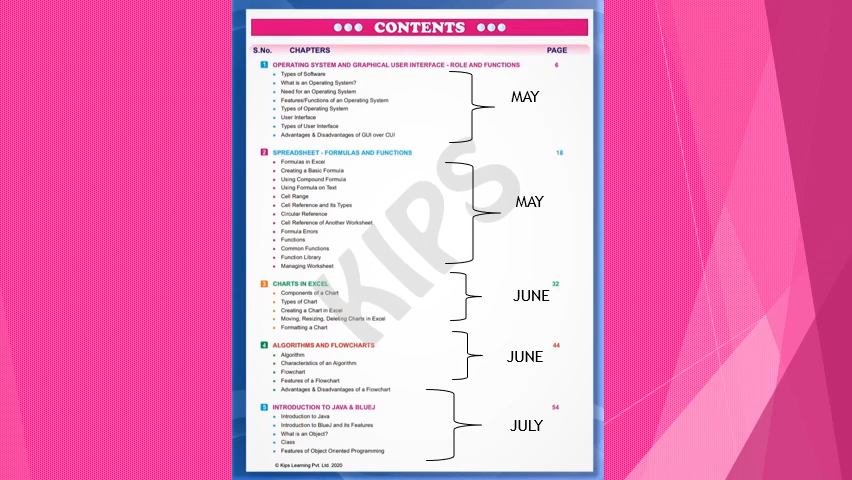 CONTENTS
S.No. CHAPTERS PAGE
1 OPERATING SYSTEM AND GRAPHICAL USER INTERFACE - ROLE AND FUNCTIONS 6
Types of Software
What is an Operating System?
Need for an Operating System
Features/Functions of an Operating System
Types of Operating System
User Interface
Types of User Interface
Advantages & Disadvantages of GUI over CUI
MAY
2 SPREADSHEET - FORMULAS AND FUNCTIONS 18
Formulas in Excel
Creating a Basic Formula
Using Compound Formula
Using Formula on Text
Cell Range
Cell Reference and its Types
Circular Reference
Cell Reference of Another Worksheet
Formula Errors
Functions
Common Functions
Function Library
Managing Worksheet
MAY
3 CHARTS IN EXCEL 32
Components of a Chart
Types of Chart
Creating a Chart in Excel
Moving, Resizing, Deleting Charts in Excel
Formatting a Chart
JUNE
4 ALGORITHMS AND FLOWCHARTS 44
Algorithm
Characteristics of an Algorithm
Flowchart
Features of a Flowchart
Advantages & Disadvantages of a Flowchart
JUNE
5 INTRODUCTION TO JAVA & BLUEJ 54
Introduction to Java
Introduction to BlueJ and its Features
What is an Object?
Class
Features of Object Oriented Programming
JULY
© Kips Learning Pvt. Ltd. 2020
KIPS